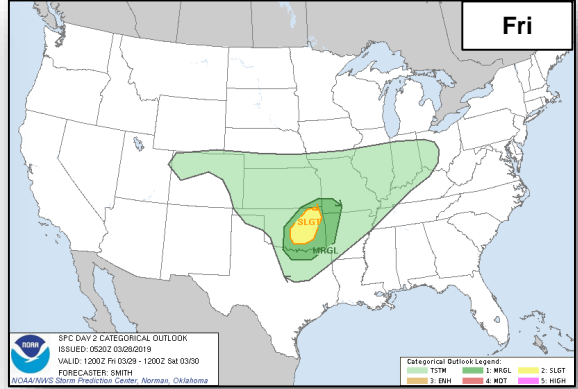 Fri
SLGT
MRGL
NOAA
SPC DAY 2 CATEGORICAL OUTLOOK
ISSUED: 0520Z 03/28/2019
VALID: 1200Z Fri 03/29 - 1200Z Sat 03/30
FORECASTER: SMITH
NOAA/NWS Storm Prediction Center, Norman, Oklahoma
Categorical Outlook Legend:
TSTM 1: MRGL 2: SLGT
3: ENH 4: MDT 5: HIGH